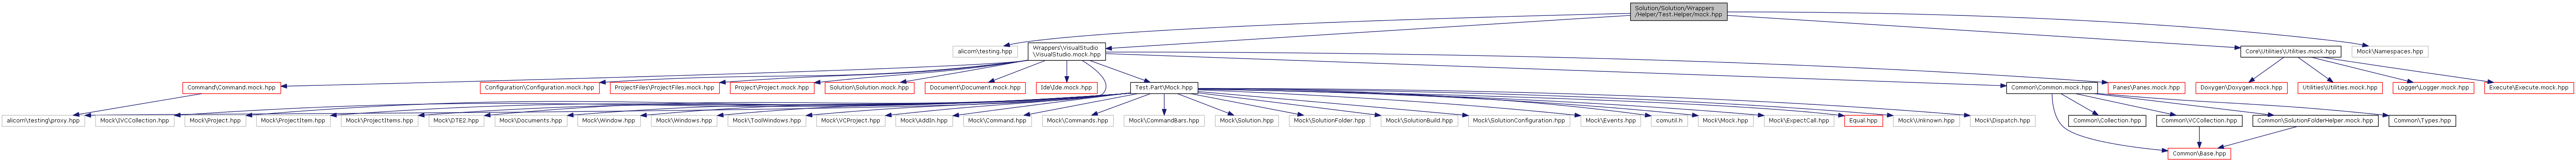 Solution/Solution/Wrappers
/Helper/Test.Helper/mock.hpp
alicorn\testing.hpp
Wrappers\VisualStudio
\VisualStudio.mock.hpp
Core\Utilities\Utilities.mock.hpp
Mock\Namespaces.hpp
Command\Command.mock.hpp
Configuration\Configuration.mock.hpp
ProjectFiles\ProjectFiles.mock.hpp
Project\Project.mock.hpp
Solution\Solution.mock.hpp
Document\Document.mock.hpp
Ide\Ide.mock.hpp
Test.Part\Mock.hpp
Common\Common.mock.hpp
Panes\Panes.mock.hpp
Doxygen\Doxygen.mock.hpp
Utilities\Utilities.mock.hpp
Logger\Logger.mock.hpp
Execute\Execute.mock.hpp
alicorn\testing\proxy.hpp
Mock\IVCCollection.hpp
Mock\Project.hpp
Mock\ProjectItem.hpp
Mock\ProjectItems.hpp
Mock\DTE2.hpp
Mock\Documents.hpp
Mock\Window.hpp
Mock\Windows.hpp
Mock\ToolWindows.hpp
Mock\VCProject.hpp
Mock\AddIn.hpp
Mock\Command.hpp
Mock\Commands.hpp
Mock\CommandBars.hpp
Mock\Solution.hpp
Mock\SolutionFolder.hpp
Mock\SolutionBuild.hpp
Mock\SolutionConfiguration.hpp
Mock\Events.hpp
comutil.h
Mock\Mock.hpp
Mock\ExpectCall.hpp
Equal.hpp
Mock\Unknown.hpp
Mock\Dispatch.hpp
Common\Collection.hpp
Common\VCCollection.hpp
Common\SolutionFolderHelper.mock.hpp
Common\Types.hpp
Common\Base.hpp